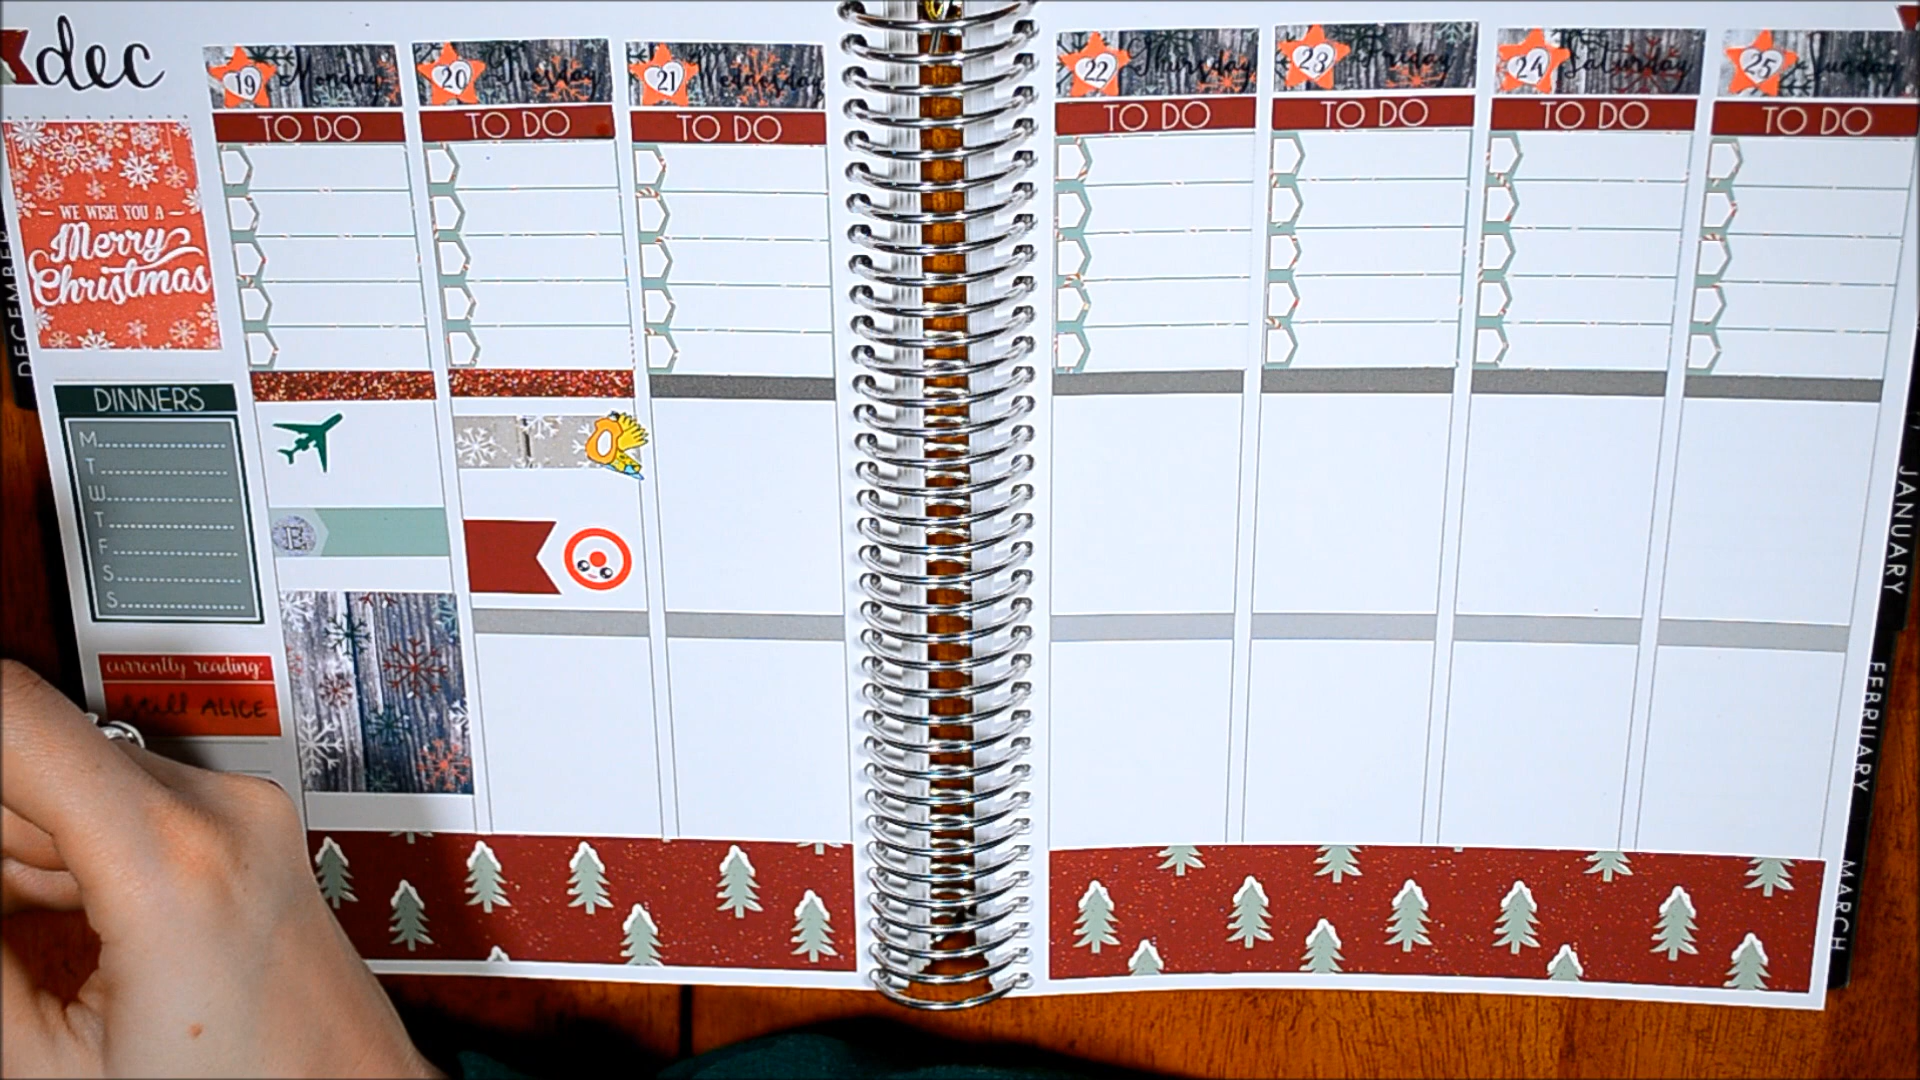 dec
19 Monday
20 Tuesday
21 Wednesday
22 Thursday
23 Friday
24 Saturday
25 Sunday
TO DO
TO DO
TO DO
TO DO
TO DO
TO DO
TO DO
WE WISH YOU A
Merry
Christmas
DINNERS
M
T
W
T
F
S
S
E
currently reading:
Still ALICE
DECEMBER
JANUARY
FEBRUARY
MARCH